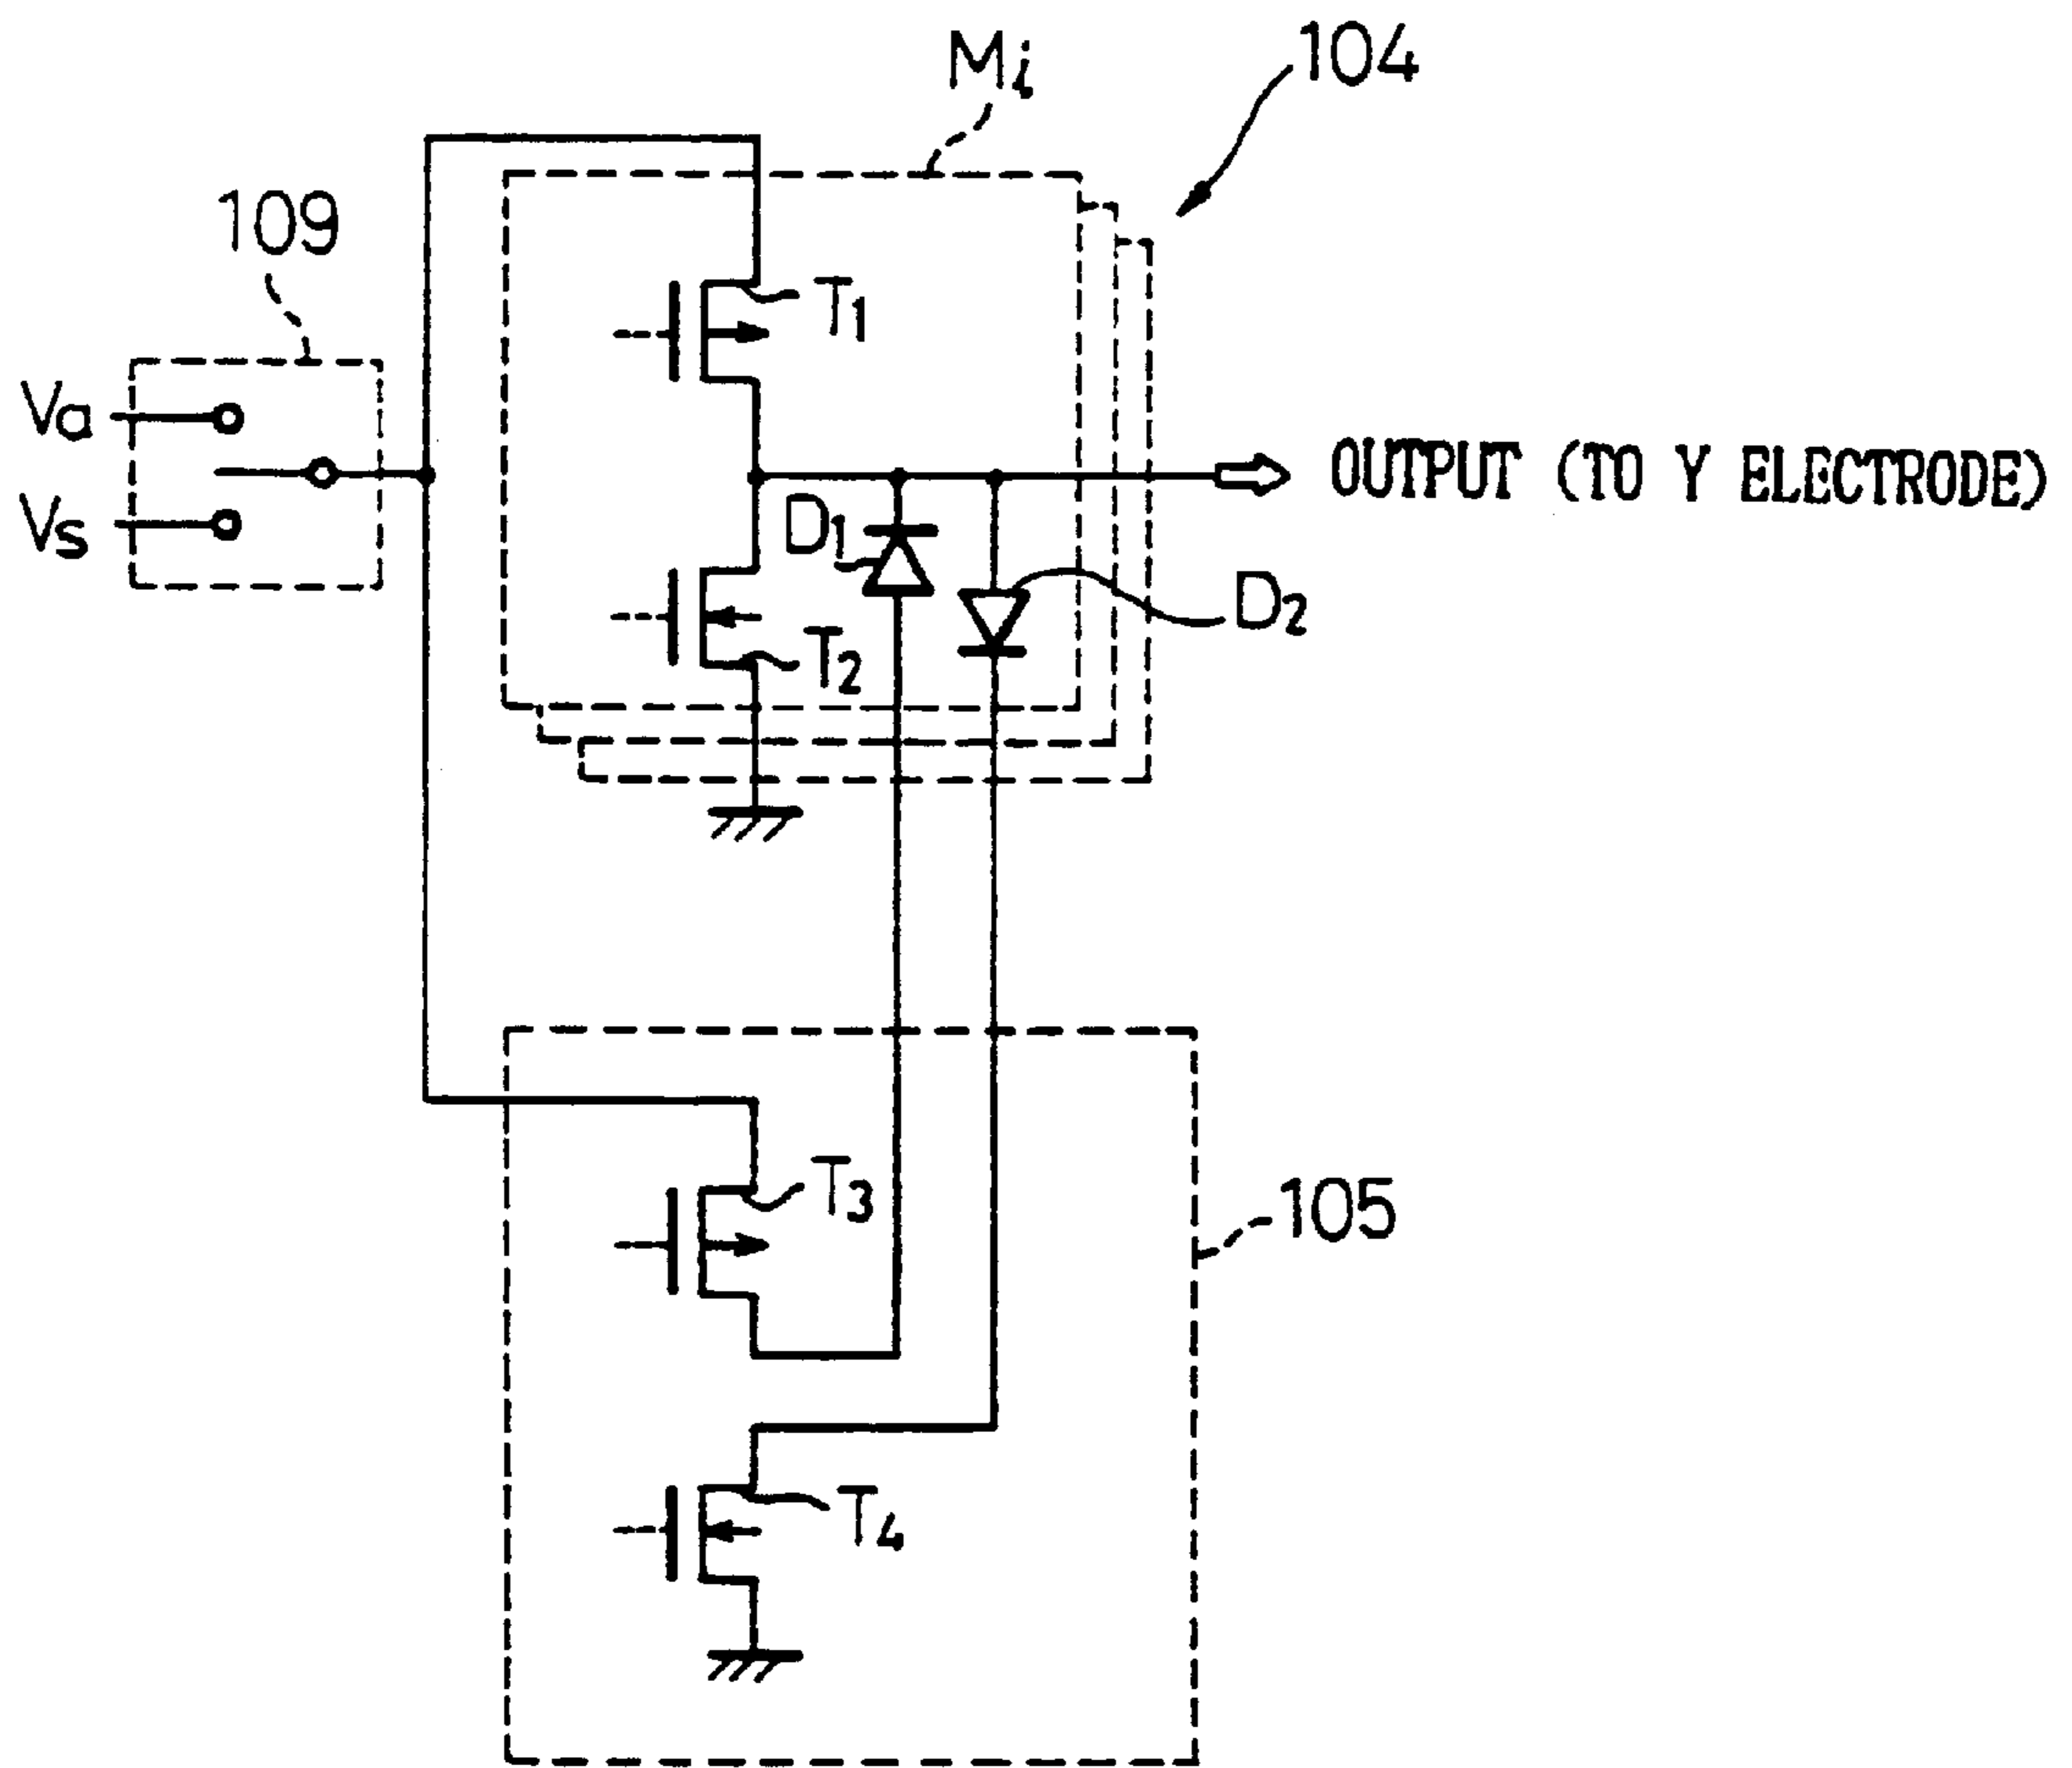 Mi
104
109
T1
Va
OUTPUT (TO Y ELECTRODE)
Vs
D1
D2
T2
T3
105
T4